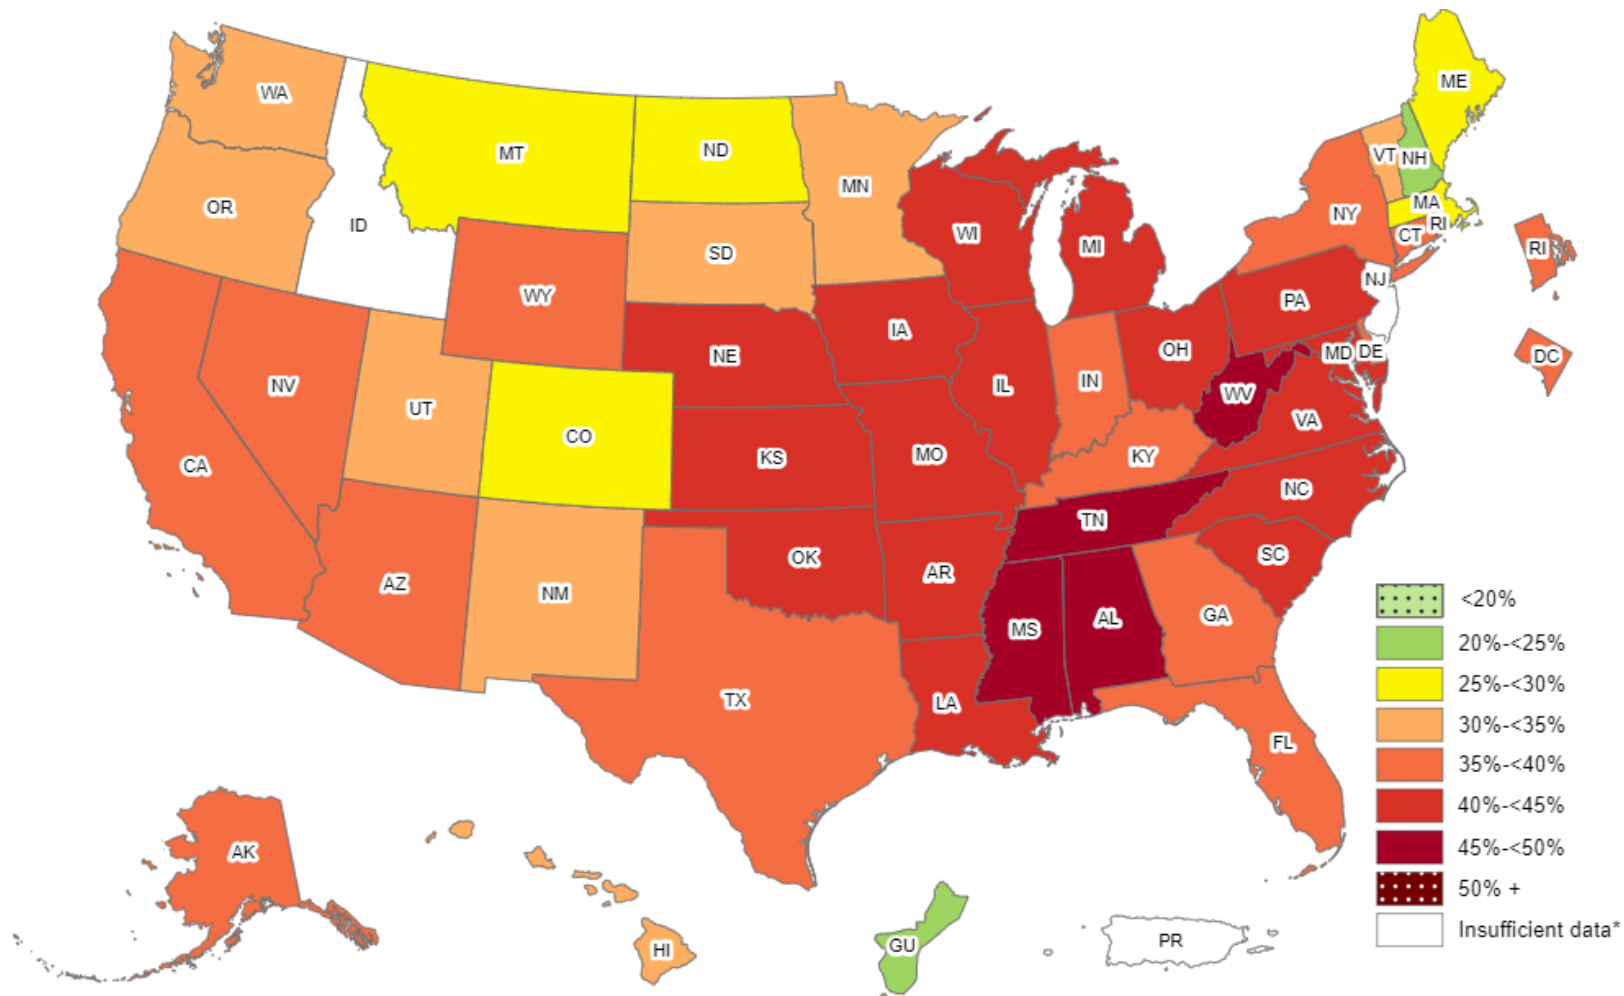 WA
MT
ND
MN
ME
VT
NH
OR
ID
SD
WI
MI
NY
MA
RI
CT
RI
WY
NJ
PA
IA
NE
OH
MD
DE
DC
NV
UT
CO
IL
IN
WV
VA
CA
KS
MO
KY
NC
TN
AZ
NM
OK
AR
SC
MS
AL
GA
TX
LA
FL
AK
HI
GU
PR
<20%
20%-<25%
25%-<30%
30%-<35%
35%-<40%
40%-<45%
45%-<50%
50% +
Insufficient data*